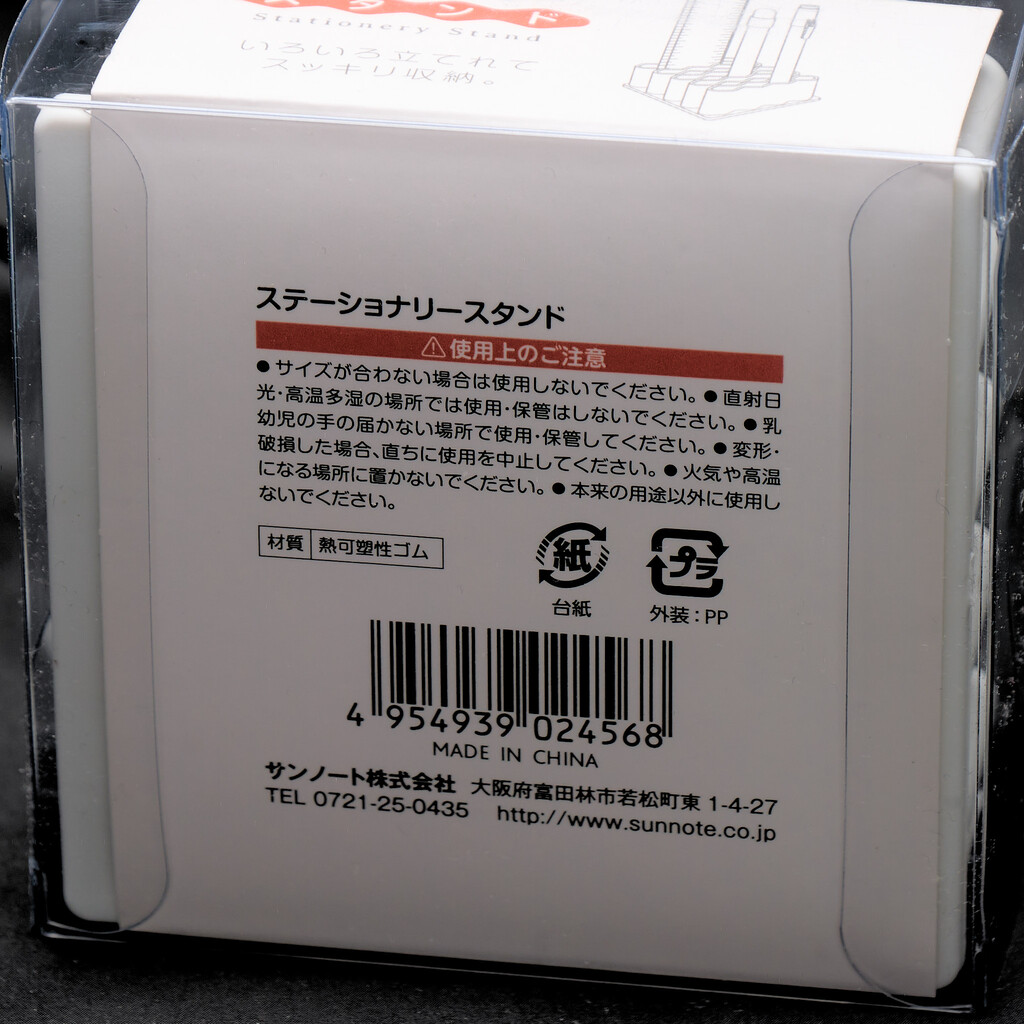 スタンド
Stationery Stand
いろいろ立てれて
スッキリ収納。
ステーショナリースタンド
⚠使用上のご注意
●サイズが合わない場合は使用しないでください。●直射日
光・高温多湿の場所では使用・保管はしないでください。●乳
幼児の手の届かない場所で使用・保管してください。●変形・
破損した場合、直ちに使用を中止してください。●火気や高温
になる場所に置かないでください。●本来の用途以外に使用し
ないでください。
材質 熱可塑性ゴム
紙 プラ
台紙 外装:PP
4 954939 024568
MADE IN CHINA
サンノート株式会社 大阪府富田林市若松町東 1-4-27
TEL 0721-25-0435 http://www.sunnote.co.jp